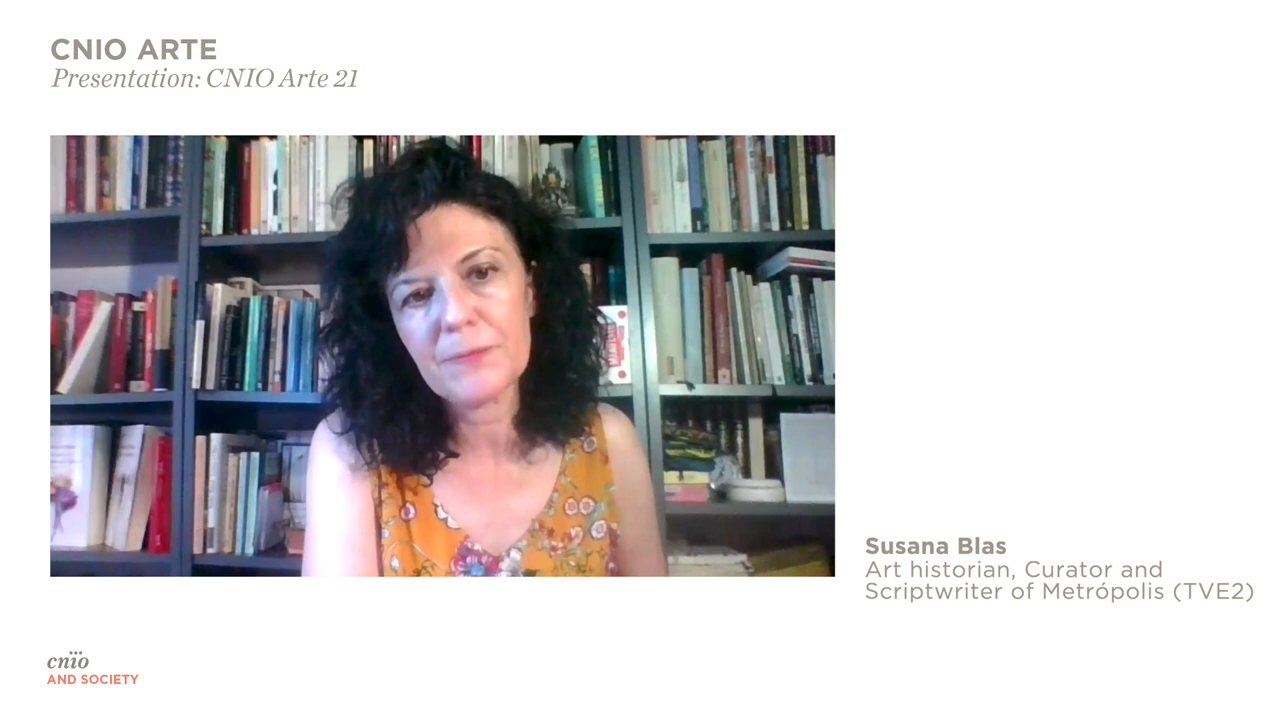 CNIO ARTE
Presentation: CNIO Arte 21
Susana Blas
Art historian, Curator and
Scriptwriter of Metrópolis (TVE2)
cnio
AND SOCIETY